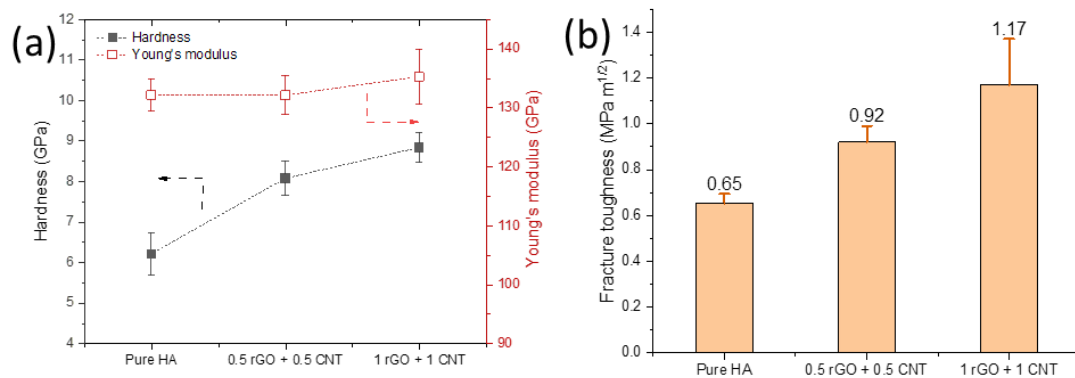 (a)
Hardness
Young's modulus
Hardness (GPa)
12
11
10
9
8
7
6
5
4
Young's modulus (GPa)
140
130
120
110
100
90
Pure HA
0.5 rGO + 0.5 CNT
1 rGO + 1 CNT
(b)
Fracture toughness (MPa m1/2)
1.4
1.2
1.0
0.8
0.6
0.4
0.2
0.0
0.65
0.92
1.17
Pure HA
0.5 rGO + 0.5 CNT
1 rGO + 1 CNT